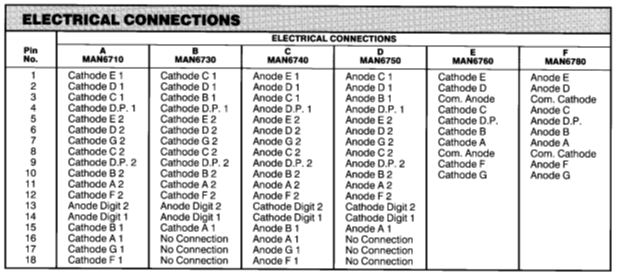 ELECTRICAL CONNECTIONS
ELECTRICAL CONNECTIONS
Pin No. A MAN6710 B MAN6730 C MAN6740 D MAN6750 E MAN6760 F MAN6780
1 Cathode E 1 Cathode C 1 Anode E 1 Anode C 1 Cathode E Anode E
2 Cathode D 1 Cathode D 1 Anode D 1 Anode D 1 Cathode D Anode D
3 Cathode C 1 Cathode B 1 Anode C 1 Anode B 1 Com. Anode Com. Cathode
4 Cathode D.P. 1 Cathode D.P. 1 Anode D.P. 1 Anode D.P. 1 Cathode C Anode C
5 Cathode E 2 Cathode E 2 Anode E 2 Anode E 2 Cathode D.P. Anode D.P.
6 Cathode D 2 Cathode D 2 Anode D 2 Anode D 2 Cathode B Anode B
7 Cathode G 2 Cathode G 2 Anode G 2 Anode G 2 Cathode A Anode A
8 Cathode C 2 Cathode C 2 Anode C 2 Anode C 2 Com. Anode Com. Cathode
9 Cathode D.P. 2 Cathode D.P. 2 Anode D.P. 2 Anode D.P. 2 Cathode F Anode F
10 Cathode B 2 Cathode B 2 Anode B 2 Anode B 2 Cathode G Anode G
11 Cathode A 2 Cathode A 2 Anode A 2 Anode A 2
12 Cathode F 2 Cathode F 2 Anode F 2 Anode F 2
13 Anode Digit 2 Anode Digit 2 Cathode Digit 2 Cathode Digit 2
14 Anode Digit 1 Anode Digit 1 Cathode Digit 1 Cathode Digit 1
15 Cathode B 1 Cathode A 1 Anode B 1 Anode A 1
16 Cathode A 1 No Connection Anode A 1 No Connection
17 Cathode G 1 No Connection Anode G 1 No Connection
18 Cathode F 1 No Connection Anode F 1 No Connection